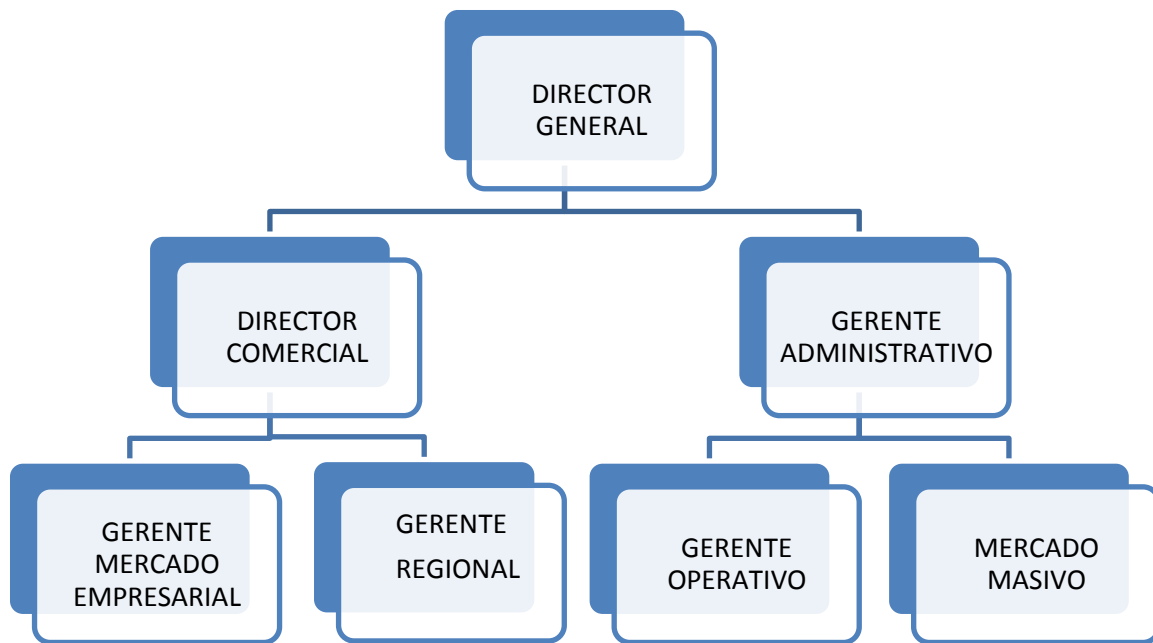 DIRECTOR
GENERAL
DIRECTOR
COMERCIAL
GERENTE
ADMINISTRATIVO
GERENTE
MERCADO
EMPRESARIAL
GERENTE
REGIONAL
GERENTE
OPERATIVO
MERCADO
MASIVO